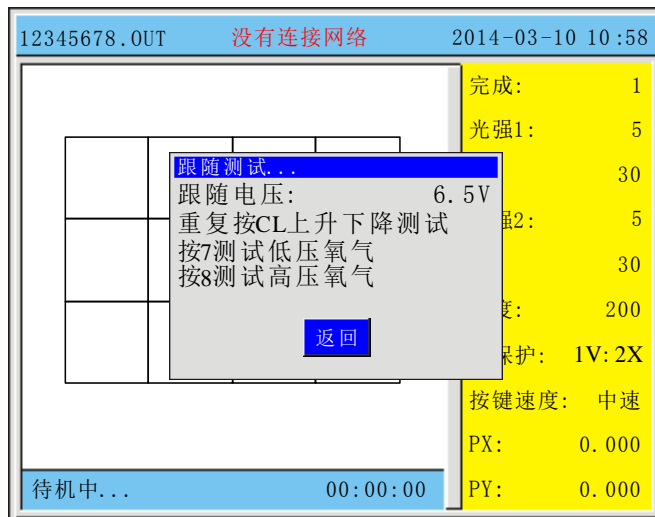 12345678.OUT 没有连接网络 2014-03-10 10:58
完成: 1
光强1: 5
30
强2: 5
30
度: 200
保护: 1V:2X
按键速度: 中速
PX: 0.000
PY: 0.000
跟随测试...
跟随电压: 6.5V
重复按CL上升下降测试
按7测试低压氧气
按8测试高压氧气
返回
待机中... 00:00:00